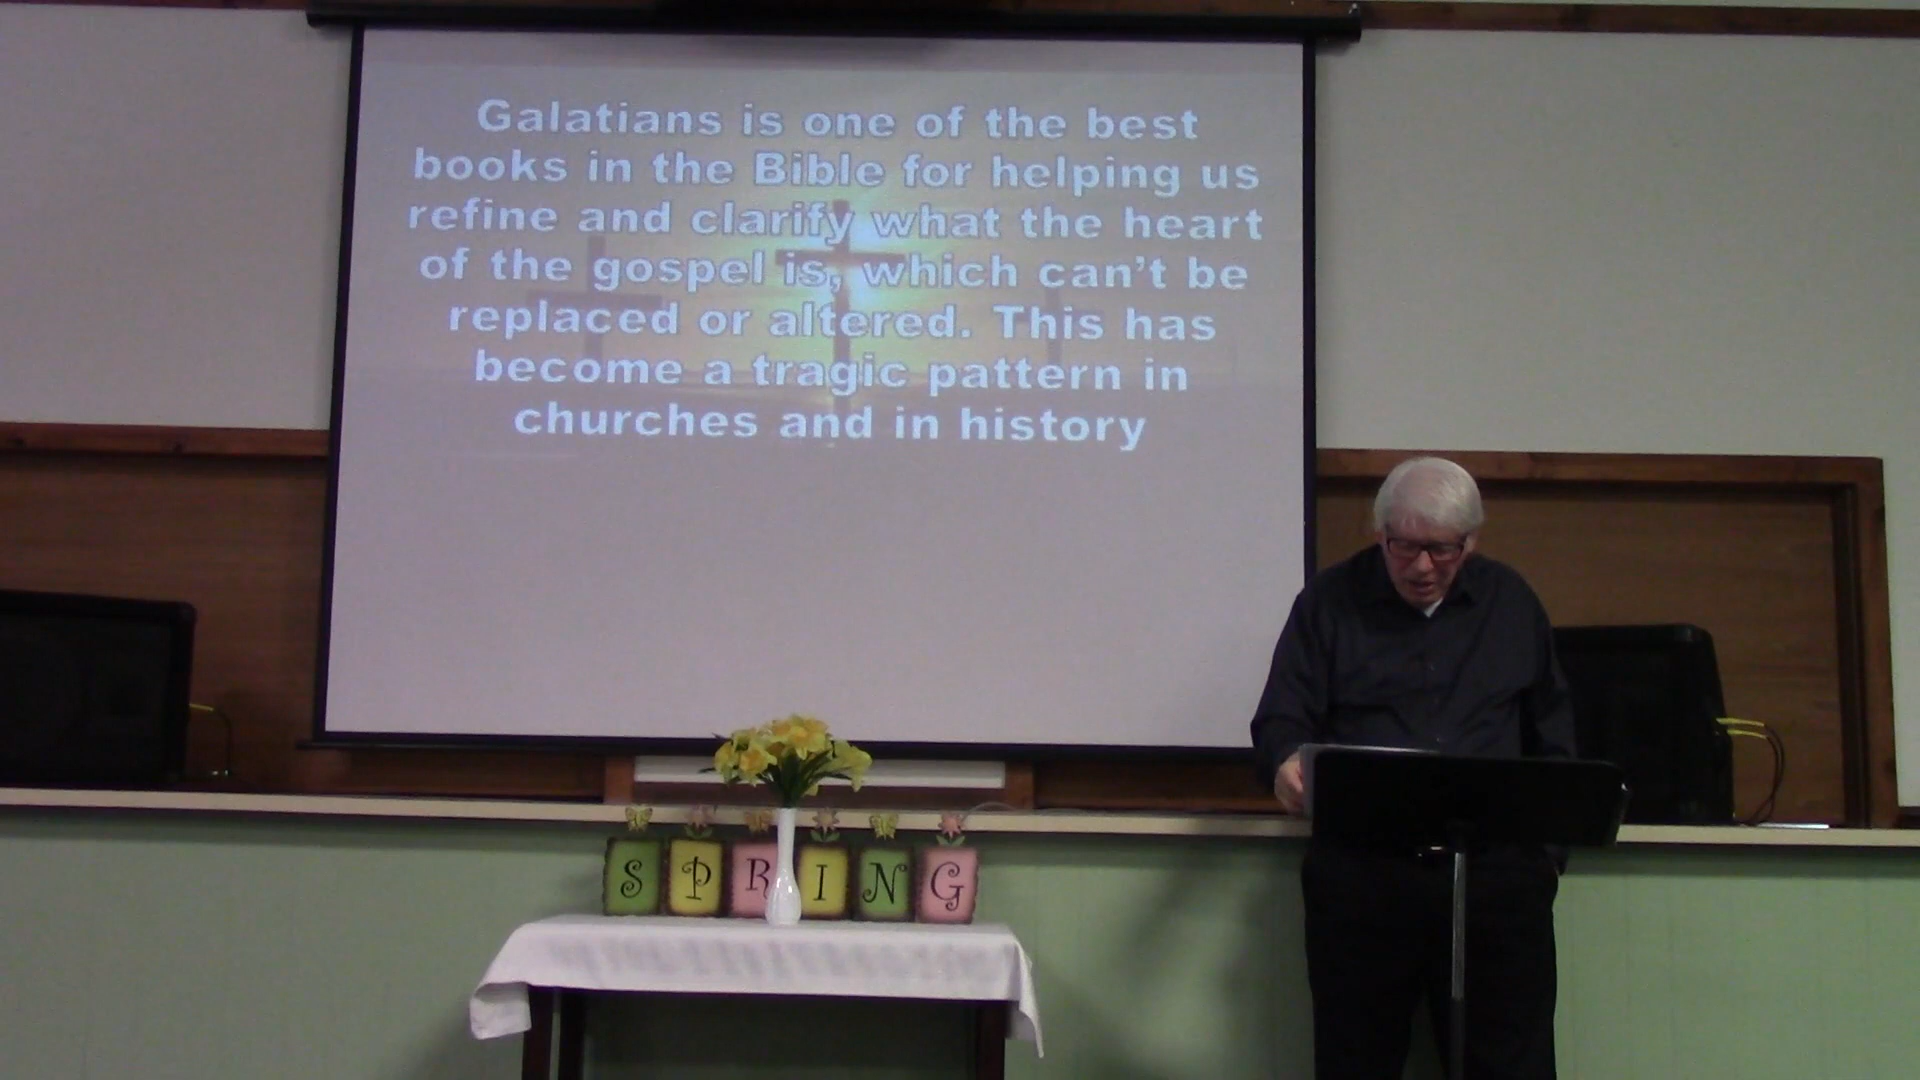 Galatians is one of the best
books in the Bible for helping us
refine and clarify what the heart
of the gospel is, which can't be
replaced or altered. This has
become a tragic pattern in
churches and in history
SPRING